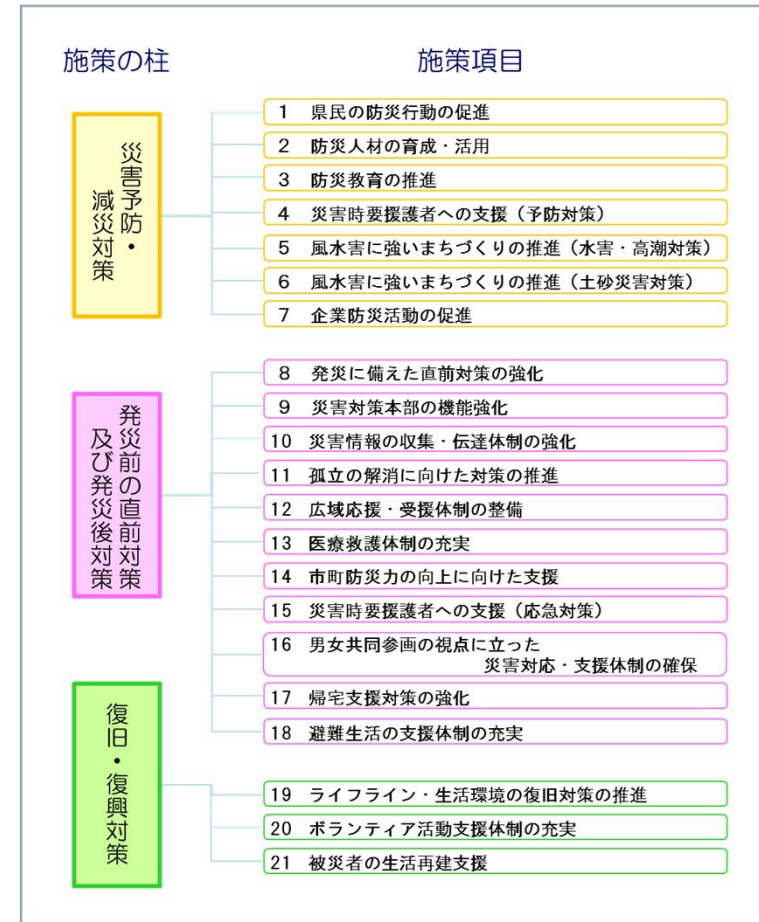 施策の柱
施策項目
災害予防・
減災対策
1 県民の防災行動の促進
2 防災人材の育成・活用
3 防災教育の推進
4 災害時要援護者への支援（予防対策）
5 風水害に強いまちづくりの推進（水害・高潮対策）
6 風水害に強いまちづくりの推進（土砂災害対策）
7 企業防災活動の促進
発災前の直前対策
及び発災後対策
8 発災に備えた直前対策の強化
9 災害対策本部の機能強化
10 災害情報の収集・伝達体制の強化
11 孤立の解消に向けた対策の推進
12 広域応援・受援体制の整備
13 医療救護体制の充実
14 市町防災力の向上に向けた支援
15 災害時要援護者への支援（応急対策）
16 男女共同参画の視点に立った
災害対応・支援体制の確保
17 帰宅支援対策の強化
18 避難生活の支援体制の充実
復旧・復興対策
19 ライフライン・生活環境の復旧対策の推進
20 ボランティア活動支援体制の充実
21 被災者の生活再建支援